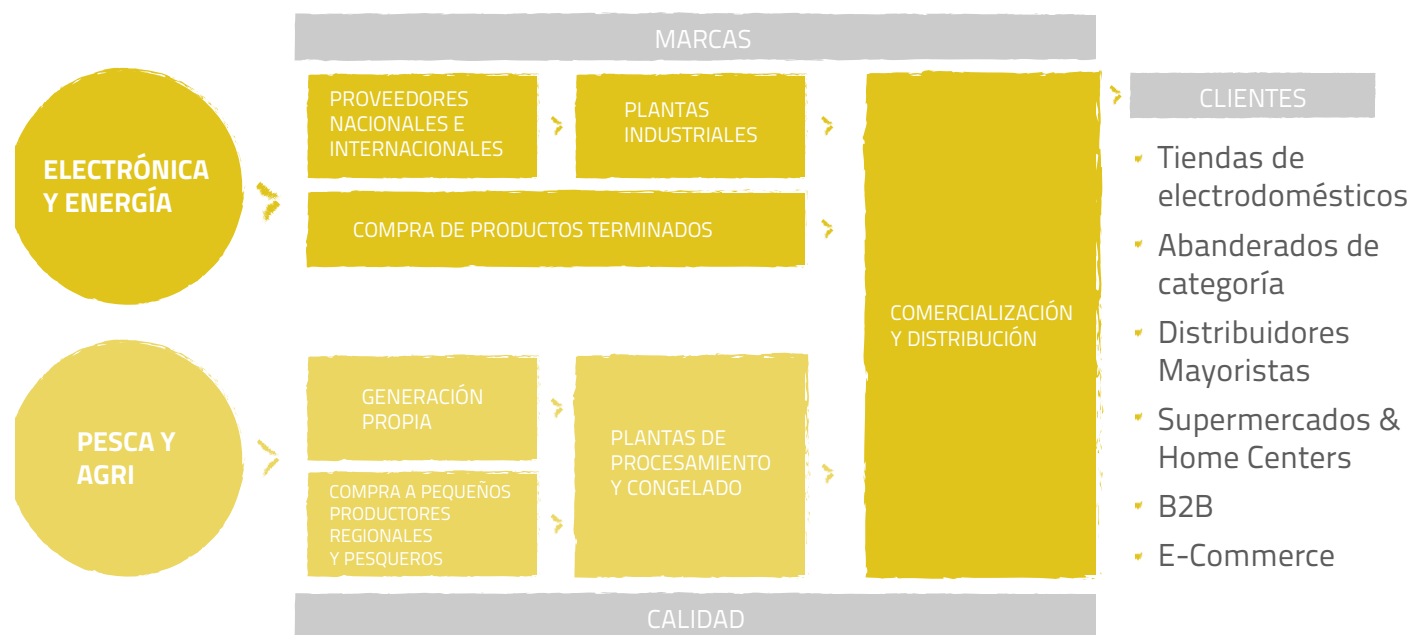 MARCAS
ELECTRÓNICA
Y ENERGÍA
PROVEEDORES
NACIONALES E
INTERNACIONALES
PLANTAS
INDUSTRIALES
COMPRA DE PRODUCTOS TERMINADOS
PESCA Y
AGRI
GENERACIÓN
PROPIA
COMPRA A PEQUEÑOS
PRODUCTORES
REGIONALES
Y PESQUEROS
PLANTAS DE
PROCESAMIENTO
Y CONGELADO
COMERCIALIZACIÓN
Y DISTRIBUCIÓN
CLIENTES
Tiendas de
electrodomésticos
Abanderados de
categoría
Distribuidores
Mayoristas
Supermercados &
Home Centers
B2B
E-Commerce
CALIDAD